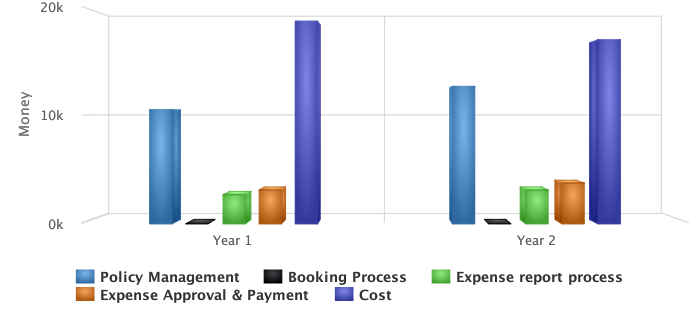 20k
10k
0k
Money
Year 1
Year 2
Policy Management
Booking Process
Expense report process
Expense Approval & Payment
Cost